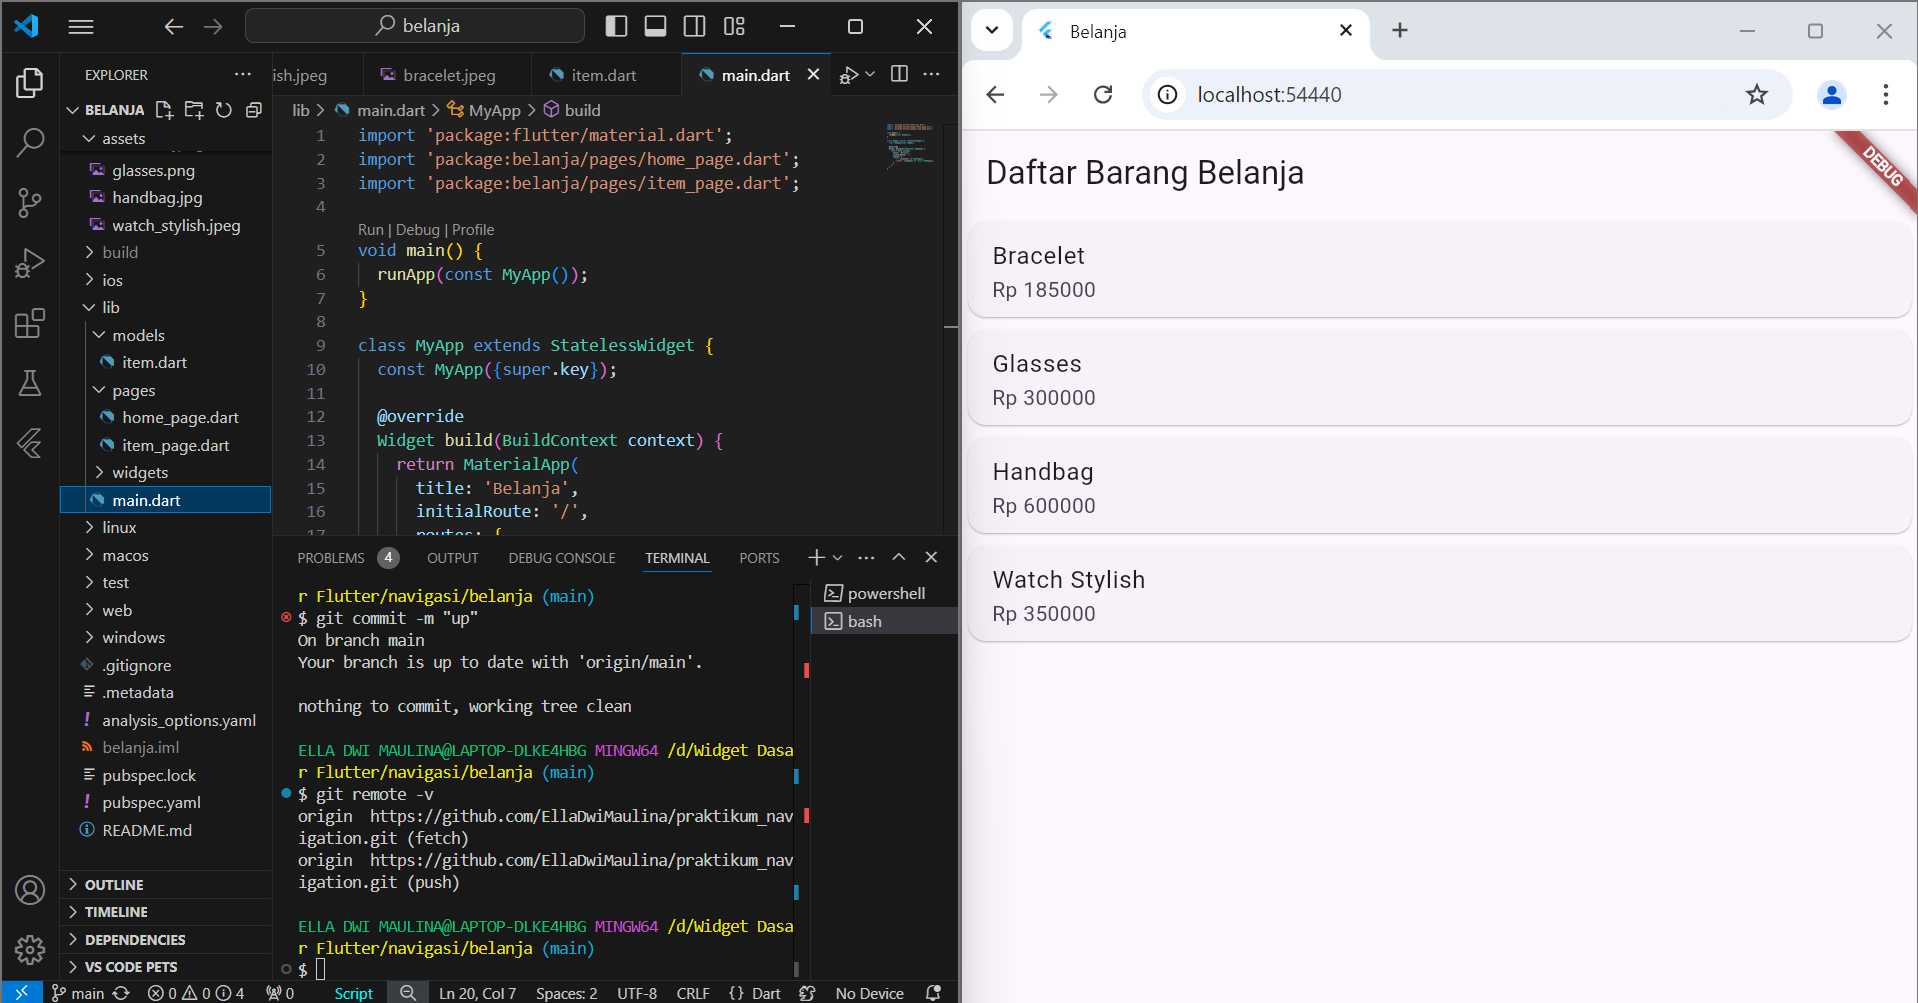 belanja
EXPLORER
BELANJA
assets
glasses.png
handbag.jpg
watch_stylish.jpeg
build
ios
lib
models
item.dart
pages
home_page.dart
item_page.dart
widgets
main.dart
linux
macos
test
web
windows
.gitignore
.metadata
analysis_options.yaml
belanja.iml
pubspec.lock
pubspec.yaml
README.md
OUTLINE
TIMELINE
DEPENDENCIES
VS CODE PETS
ish.jpeg bracelet.jpeg item.dart main.dart
lib > main.dart > MyApp > build
1 import 'package:flutter/material.dart';
2 import 'package:belanja/pages/home_page.dart';
3 import 'package:belanja/pages/item_page.dart';
4
Run | Debug | Profile
5 void main() {
6 runApp(const MyApp());
7 }
8
9 class MyApp extends StatelessWidget {
10 const MyApp({super.key});
11
12 @override
13 Widget build(BuildContext context) {
14 return MaterialApp(
15 title: 'Belanja',
16 initialRoute: '/',
17 routes: {
PROBLEMS 4 OUTPUT DEBUG CONSOLE TERMINAL PORTS
r Flutter/navigasi/belanja (main)
$ git commit -m "up"
On branch main
Your branch is up to date with 'origin/main'.
nothing to commit, working tree clean
ELLA DWI MAULINA@LAPTOP-DLKE4HBG MINGW64 /d/Widget Dasa
r Flutter/navigasi/belanja (main)
$ git remote -v
origin https://github.com/EllaDwiMaulina/praktikum_nav
igation.git (fetch)
origin https://github.com/EllaDwiMaulina/praktikum_nav
igation.git (push)
ELLA DWI MAULINA@LAPTOP-DLKE4HBG MINGW64 /d/Widget Dasa
r Flutter/navigasi/belanja (main)
$
powershell
bash
main 0 0 4 0 Script Ln 20, Col 7 Spaces: 2 UTF-8 CRLF {} Dart No Device
Belanja
localhost:54440
DEBUG
Daftar Barang Belanja
Bracelet
Rp 185000
Glasses
Rp 300000
Handbag
Rp 600000
Watch Stylish
Rp 350000